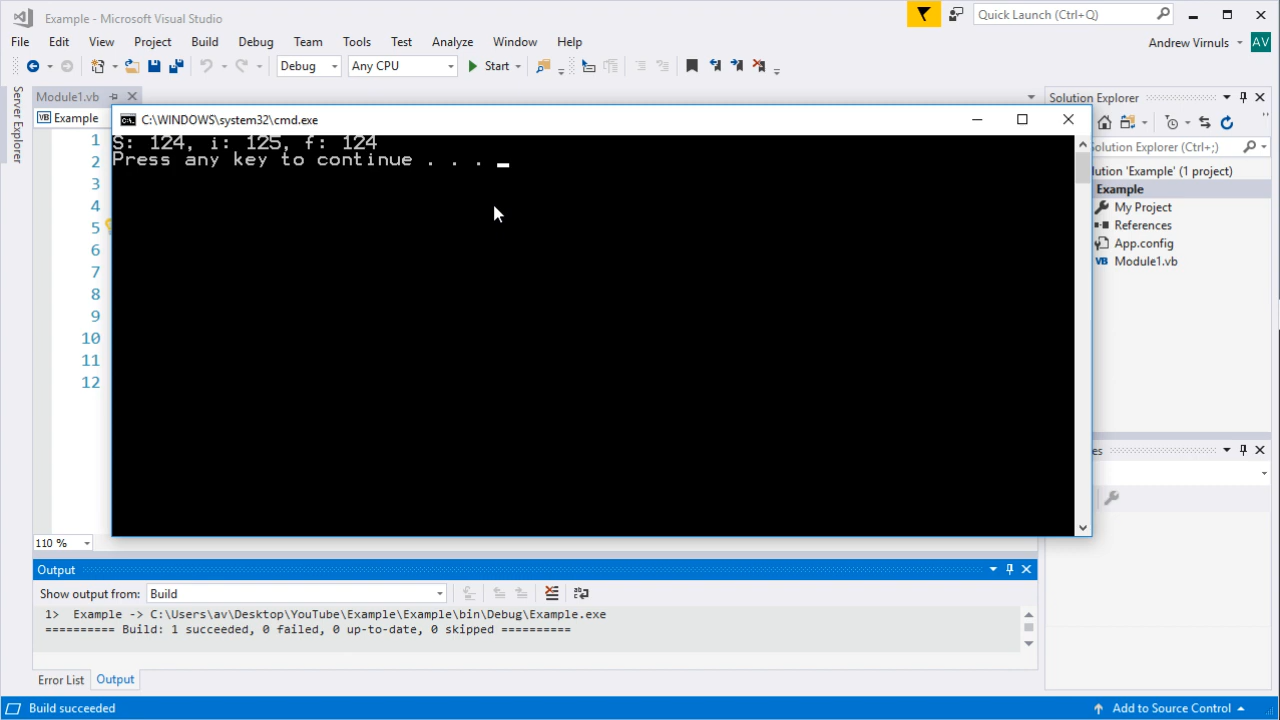 Example - Microsoft Visual Studio
Quick Launch (Ctrl+Q)
File Edit View Project Build Debug Team Tools Test Analyze Window Help
Andrew Virnuls AV
Debug Any CPU Start
Server Explorer
Module1.vb
VB Example
C:\WINDOWS\system32\cmd.exe
S: 124, i: 125, f: 124
Press any key to continue . . .
1
2
3
4
5
6
7
8
9
10
11
12
110 %
Solution Explorer
Solution Explorer (Ctrl+;)
lution 'Example' (1 project)
Example
My Project
References
App.config
VB Module1.vb
es
Output
Show output from: Build
1> Example -> C:\Users\av\Desktop\YouTube\Example\Example\bin\Debug\Example.exe
========== Build: 1 succeeded, 0 failed, 0 up-to-date, 0 skipped ==========
Error List Output
Build succeeded
Add to Source Control